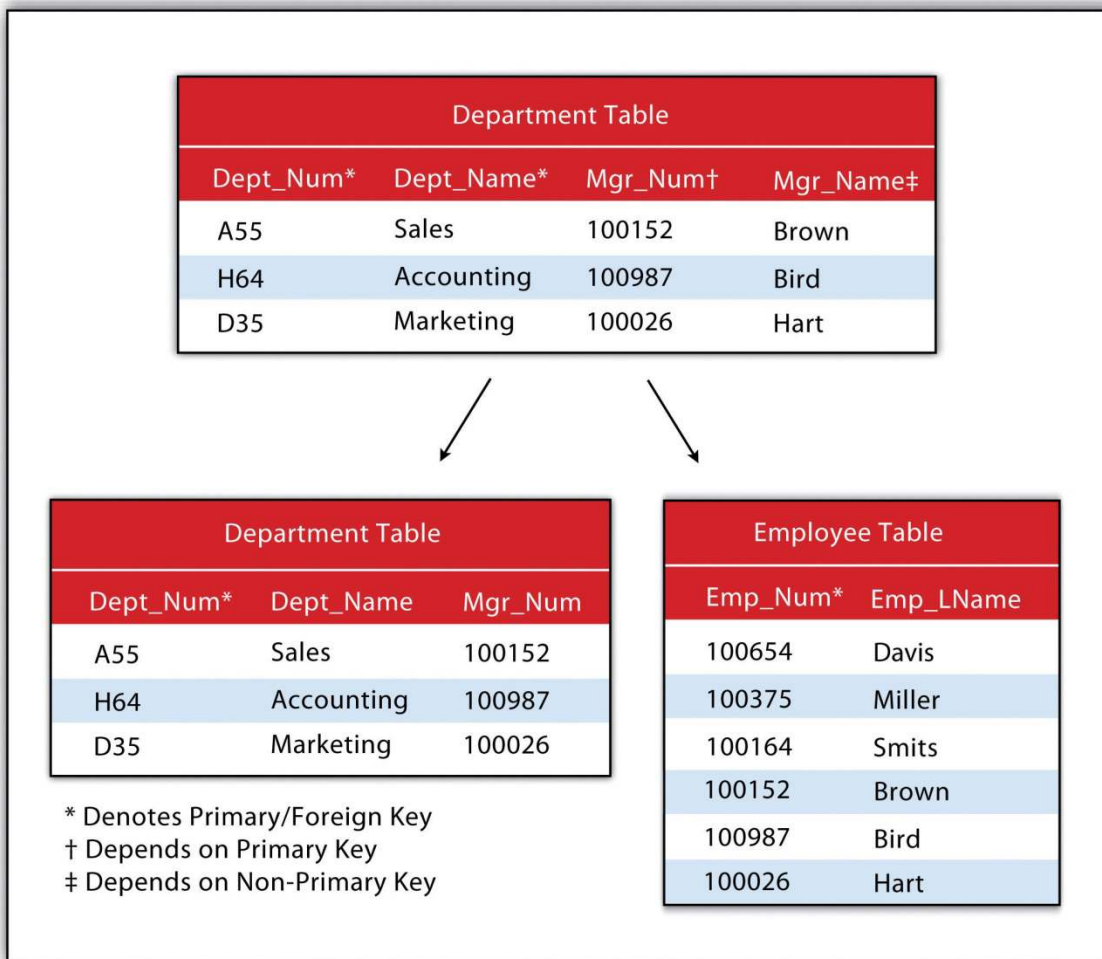 Department Table
Dept_Num* Dept_Name* Mgr_Num† Mgr_Name‡
A55 Sales 100152 Brown
H64 Accounting 100987 Bird
D35 Marketing 100026 Hart
Department Table
Dept_Num* Dept_Name Mgr_Num
A55 Sales 100152
H64 Accounting 100987
D35 Marketing 100026
* Denotes Primary/Foreign Key
† Depends on Primary Key
‡ Depends on Non-Primary Key
Employee Table
Emp_Num* Emp_LName
100654 Davis
100375 Miller
100164 Smits
100152 Brown
100987 Bird
100026 Hart